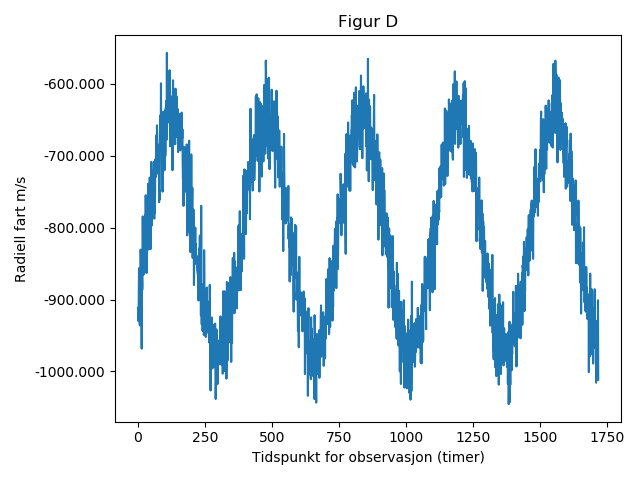 Figur D
-600.000
-700.000
-800.000
-900.000
-1000.000
Radiell fart m/s
0 250 500 750 1000 1250 1500 1750
Tidspunkt for observasjon (timer)